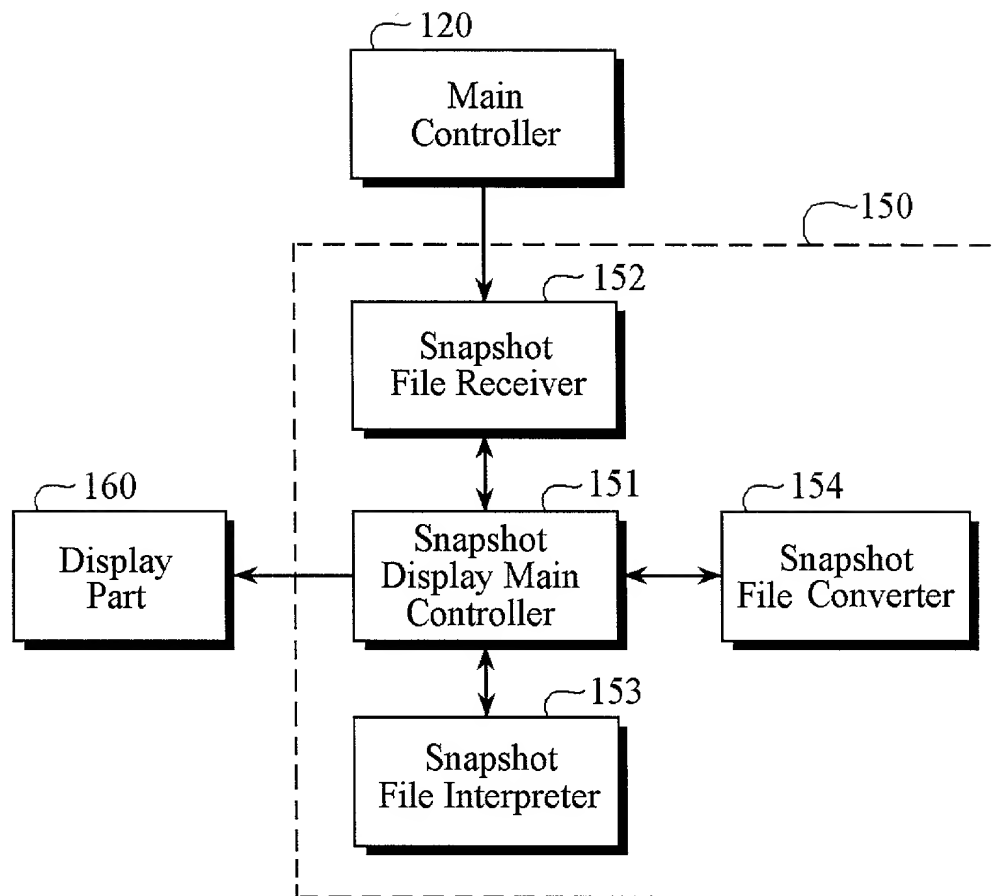 120
Main
Controller
150
152
Snapshot
File Receiver
160
Display
Part
151
Snapshot
Display Main
Controller
154
Snapshot
File Converter
153
Snapshot
File Interpreter